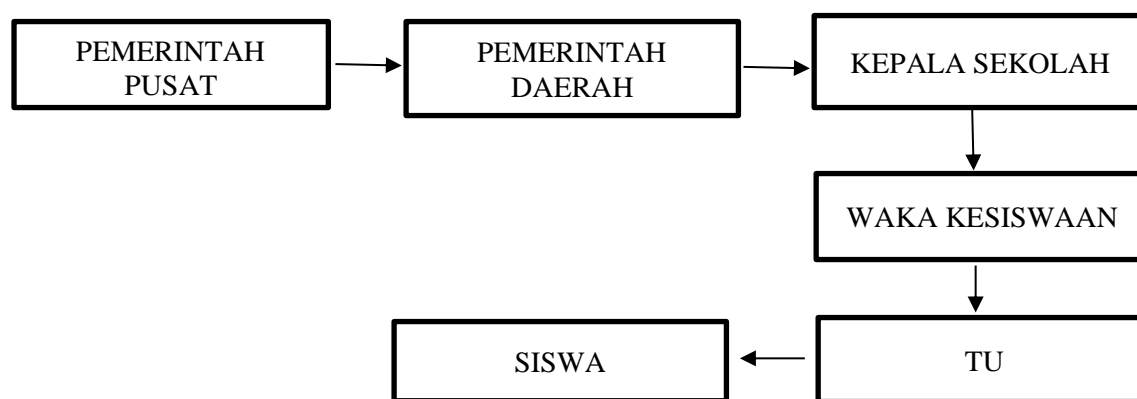 PEMERINTAH
PUSAT
PEMERINTAH
DAERAH
KEPALA SEKOLAH
WAKA KESISWAAN
TU
SISWA